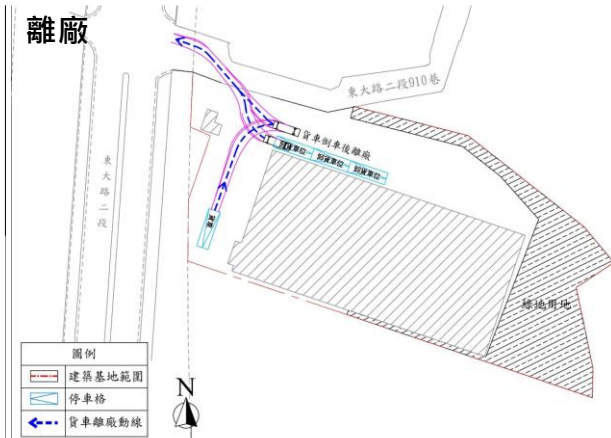 離廠
東大路二段910巷
貨車倒車後離廠
卸貨車位
卸貨車位
東大路二段
貨車
綠地用地
圖例
建築基地範圍
停車格
貨車離廠動線
N